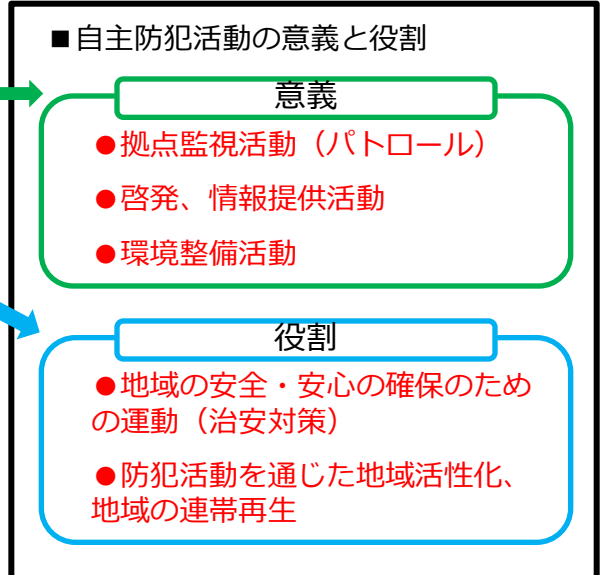 ■自主防犯活動の意義と役割
意義
●拠点監視活動（パトロール）
●啓発、情報提供活動
●環境整備活動
役割
●地域の安全・安心の確保のため
の運動（治安対策）
●防犯活動を通じた地域活性化、
地域の連帯再生